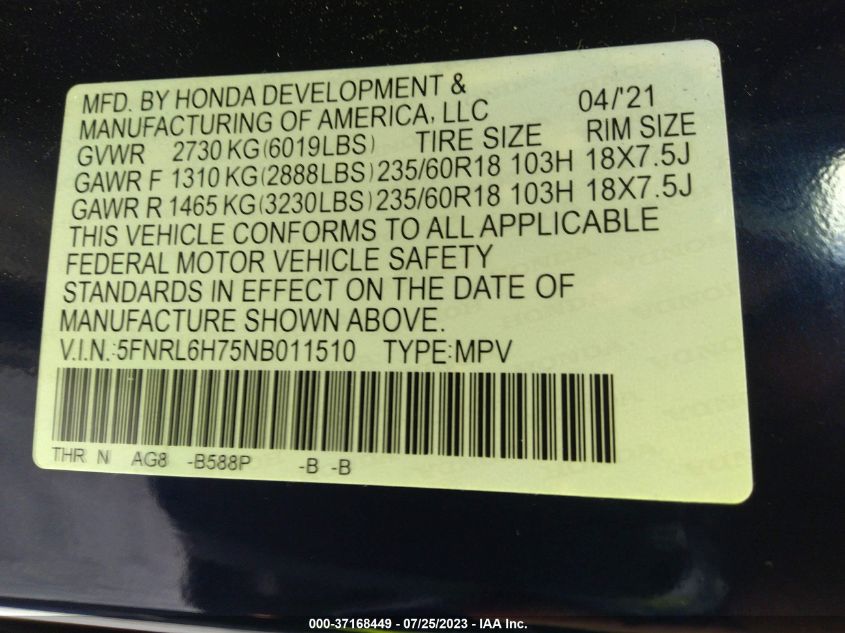 MFD. BY HONDA DEVELOPMENT &
MANUFACTURING OF AMERICA, LLC 04/'21
GVWR 2730 KG(6019LBS) TIRE SIZE RIM SIZE
GAWR F 1310 KG(2888LBS) 235/60R18 103H 18X7.5J
GAWR R 1465 KG(3230LBS) 235/60R18 103H 18X7.5J
THIS VEHICLE CONFORMS TO ALL APPLICABLE
FEDERAL MOTOR VEHICLE SAFETY
STANDARDS IN EFFECT ON THE DATE OF
MANUFACTURE SHOWN ABOVE.
V.I.N.:5FNRL6H75NB011510 TYPE:MPV
THR N AG8 -B588P -B -B
000-37168449 - 07/25/2023 - IAA Inc.